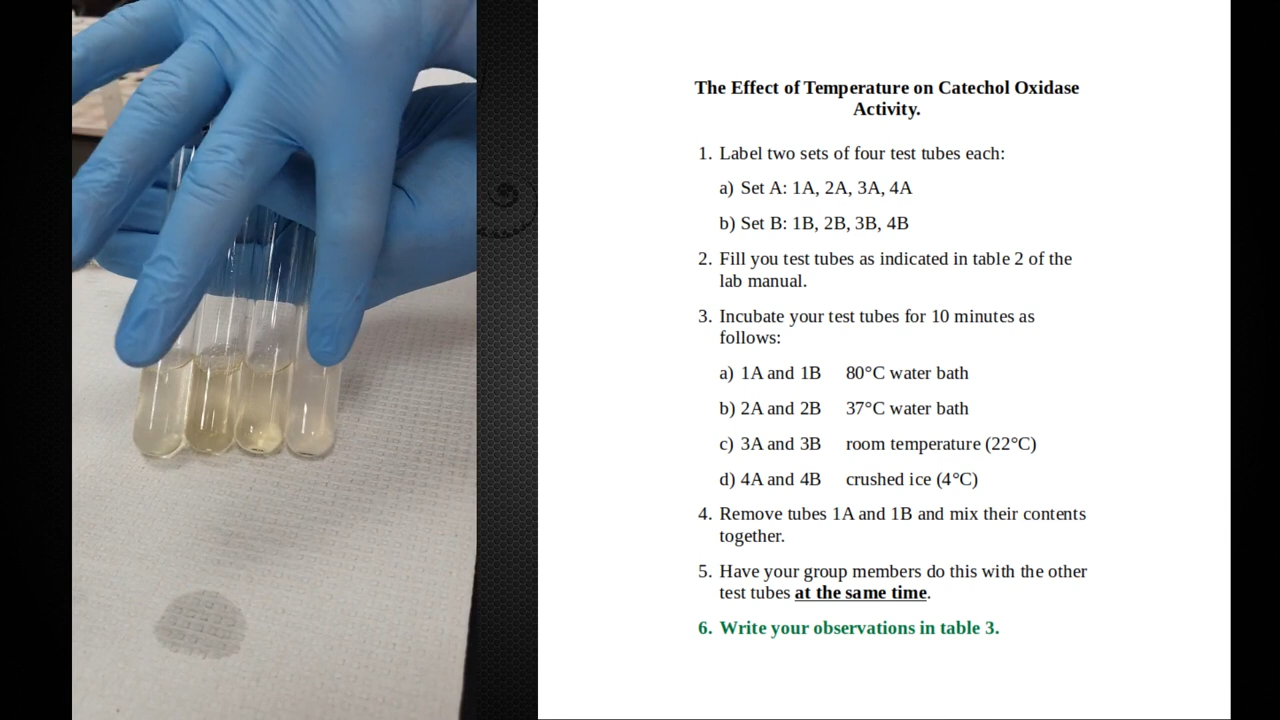 The Effect of Temperature on Catechol Oxidase
Activity.
1. Label two sets of four test tubes each:
a) Set A: 1A, 2A, 3A, 4A
b) Set B: 1B, 2B, 3B, 4B
2. Fill you test tubes as indicated in table 2 of the
lab manual.
3. Incubate your test tubes for 10 minutes as
follows:
a) 1A and 1B 80°C water bath
b) 2A and 2B 37°C water bath
c) 3A and 3B room temperature (22°C)
d) 4A and 4B crushed ice (4°C)
4. Remove tubes 1A and 1B and mix their contents
together.
5. Have your group members do this with the other
test tubes at the same time.
6. Write your observations in table 3.